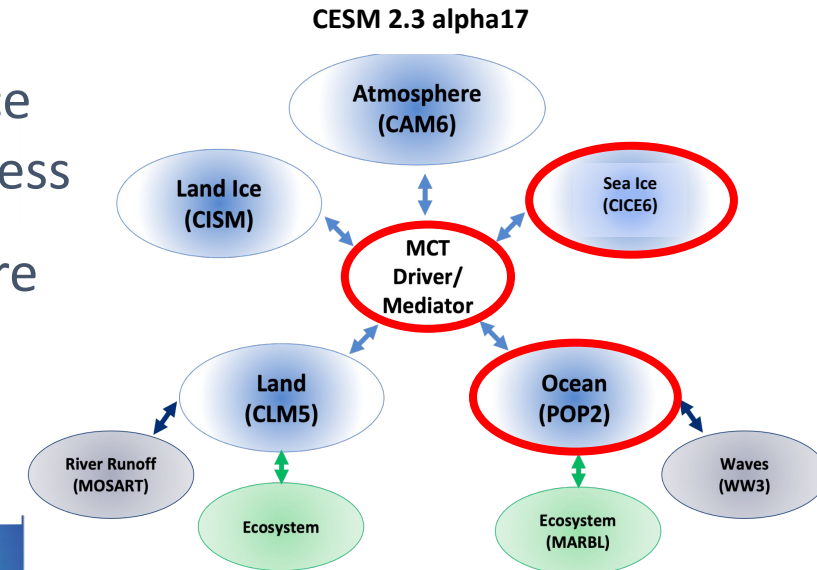 CESM 2.3 alpha17
Atmosphere
(CAM6)
Land Ice
(CISM)
Sea Ice
(CICE6)
MCT
Driver/
Mediator
Land
(CLM5)
Ocean
(POP2)
River Runoff
(MOSART)
Waves
(WW3)
Ecosystem
Ecosystem
(MARBL)